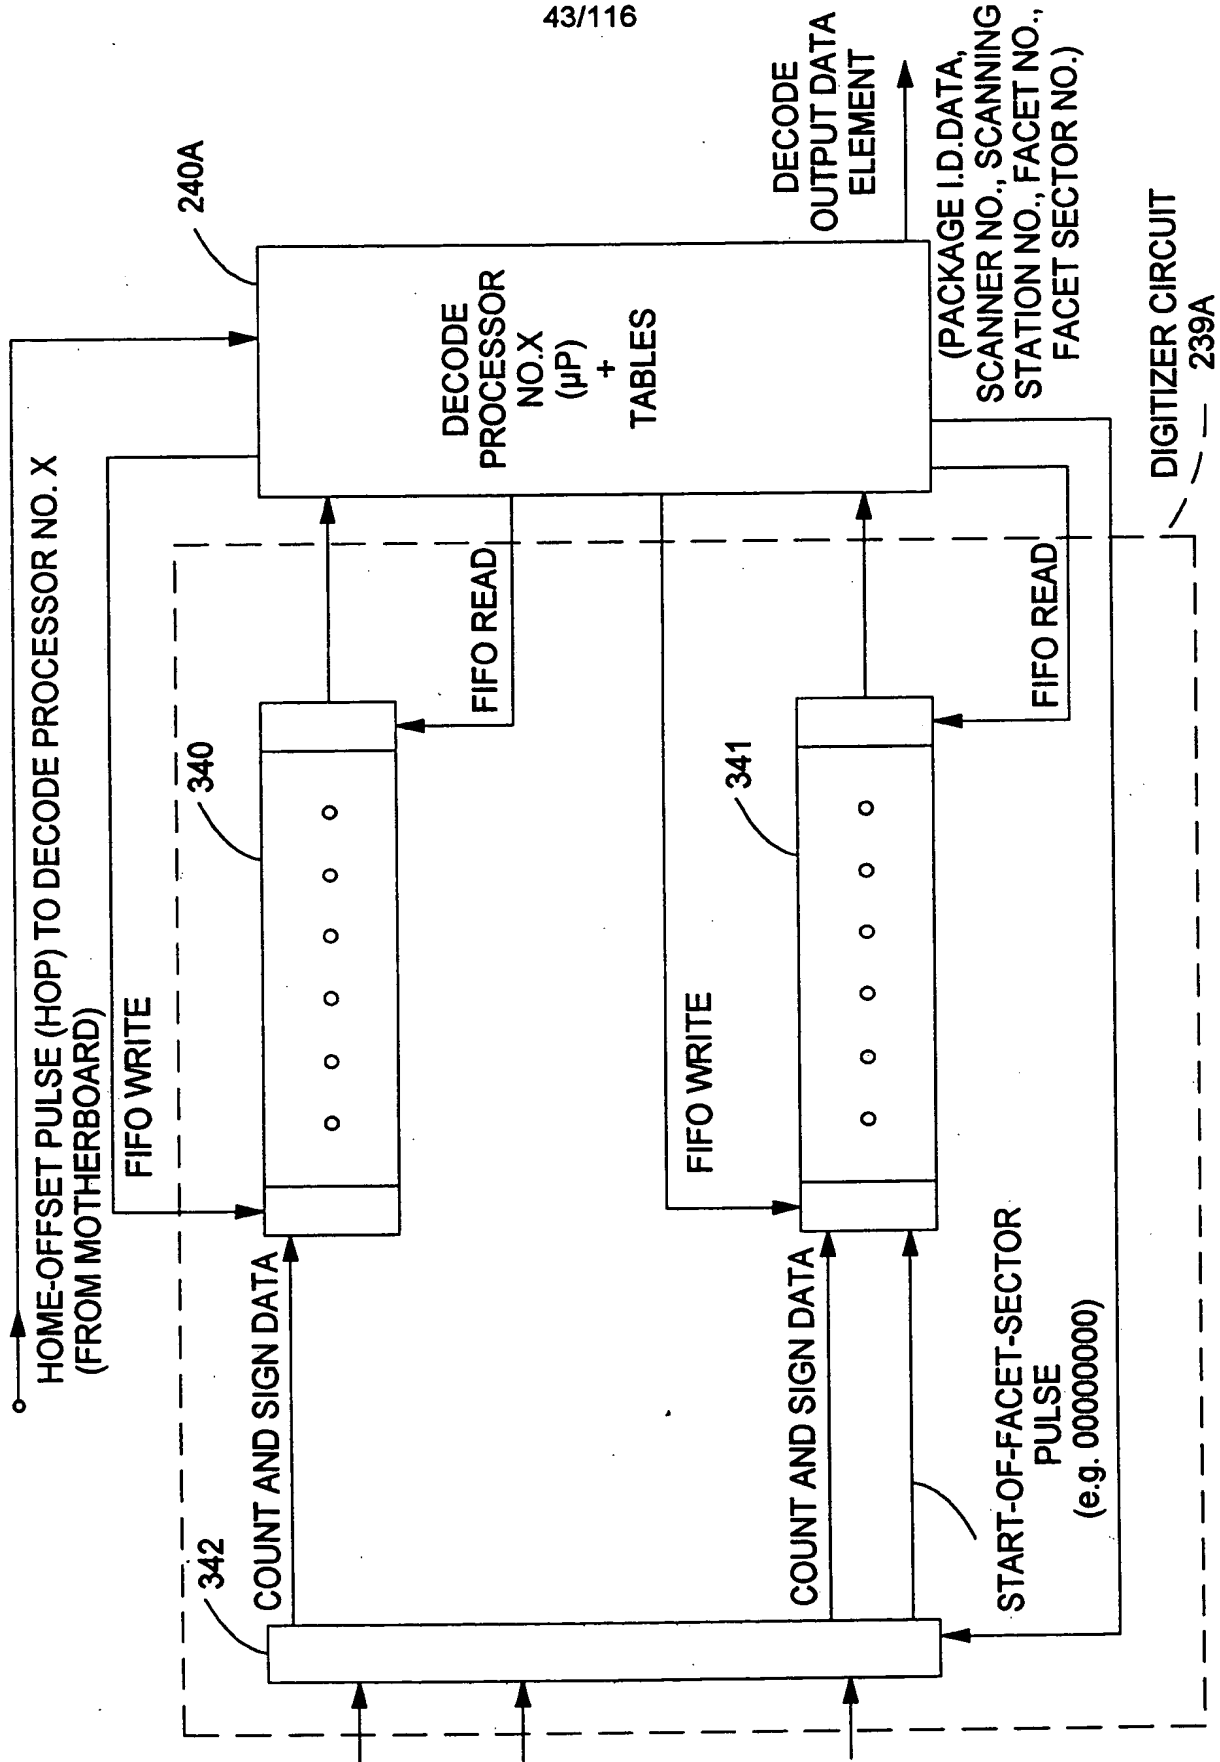 43/116
HOME-OFFSET PULSE (HOP) TO DECODE PROCESSOR NO. X
(FROM MOTHERBOARD)
FIFO WRITE
342
COUNT AND SIGN DATA
340
FIFO READ
240A
DECODE
PROCESSOR
NO.X
(µP)
+
TABLES
DECODE
OUTPUT DATA
ELEMENT
(PACKAGE I.D.DATA,
SCANNER NO., SCANNING
STATION NO., FACET NO.,
FACET SECTOR NO.)
FIFO WRITE
341
COUNT AND SIGN DATA
START-OF-FACET-SECTOR
PULSE
(e.g. 00000000)
FIFO READ
DIGITIZER CIRCUIT
239A